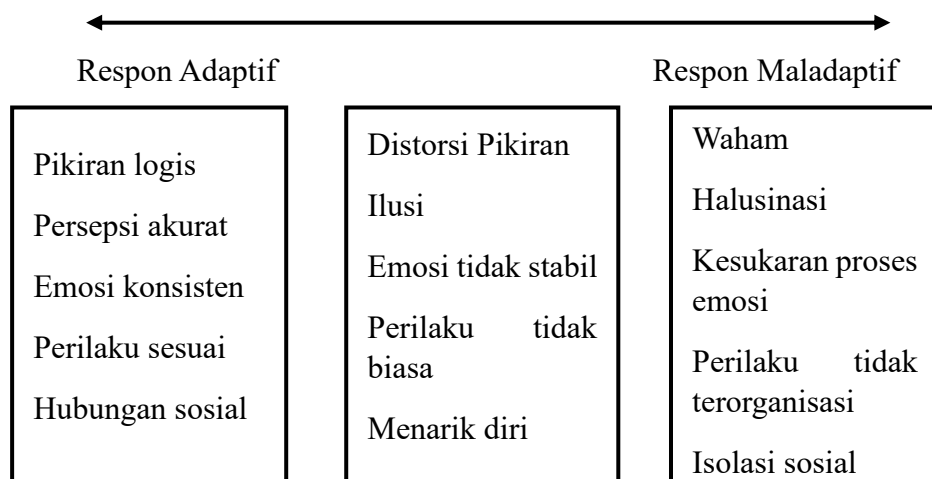 Respon Adaptif
Respon Maladaptif
Pikiran logis
Persepsi akurat
Emosi konsisten
Perilaku sesuai
Hubungan sosial
Distorsi Pikiran
Ilusi
Emosi tidak stabil
Perilaku tidak
biasa
Menarik diri
Waham
Halusinasi
Kesukaran proses
emosi
Perilaku tidak
terorganisasi
Isolasi sosial